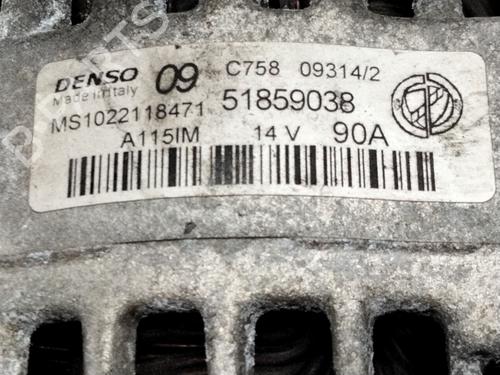 DENSO 09 C758 09314/2
Made in Italy
MS1022118471 51859038
A115IM 14 V 90A